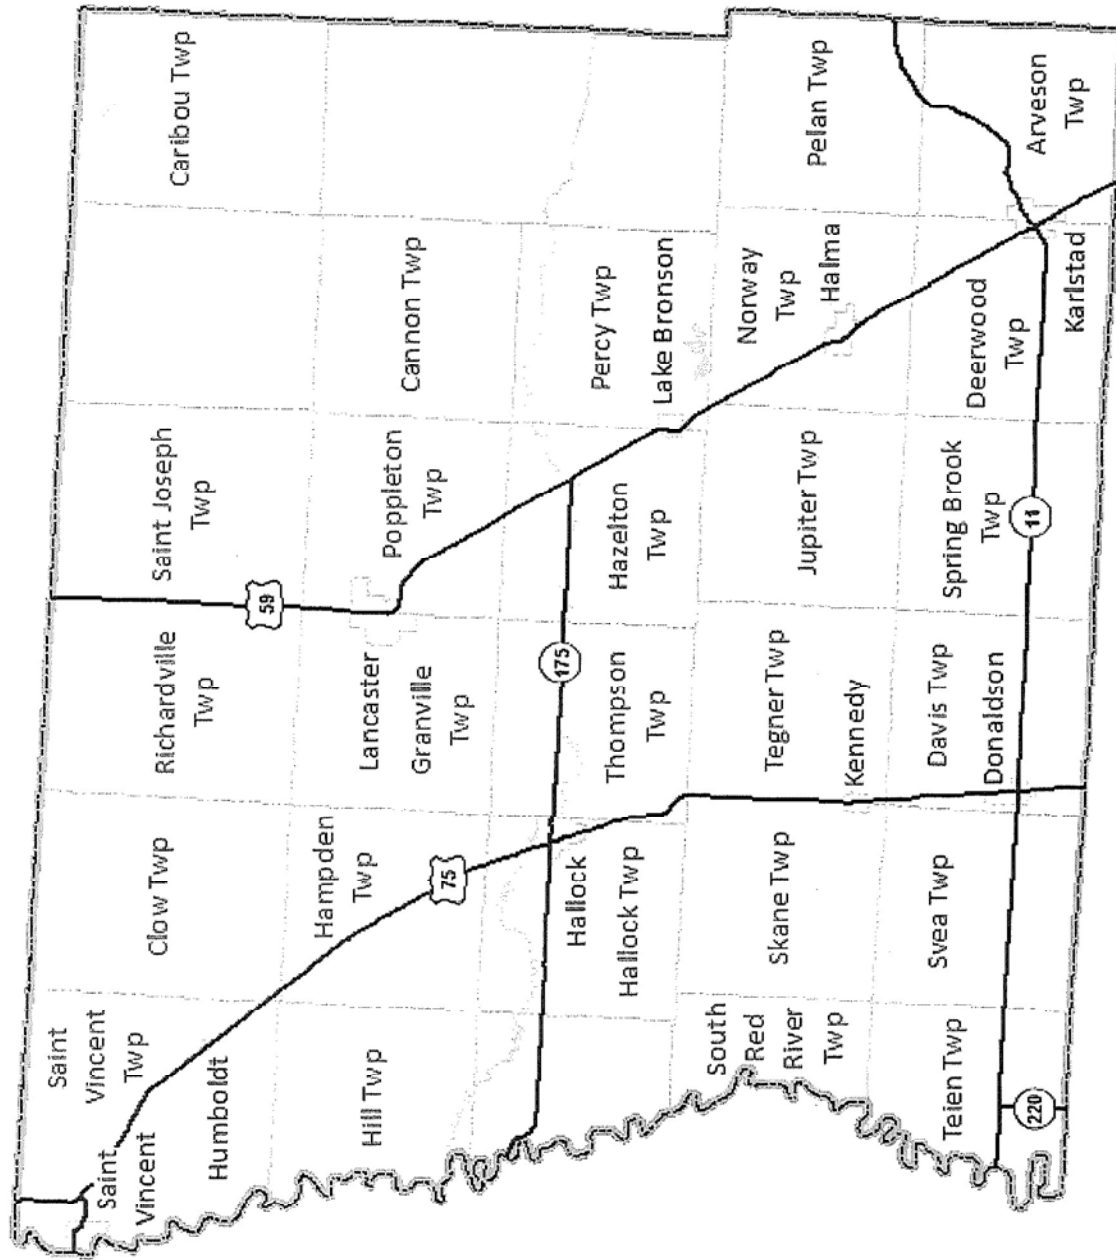 Saint
Vincent
Twp
Saint
Vincent
Humboldt
Clow Twp
Richardville
Twp
59
Saint Joseph
Twp
Caribou Twp
Hill Twp
Hampden
Twp
75
Lancaster
Granville
Twp
Poppleton
Twp
Cannon Twp
175
Hallock
Hallock Twp
Thompson
Twp
Hazelton
Twp
Percy Twp
Lake Bronson
South
Red
River
Twp
Skane Twp
Tegner Twp
Kennedy
Jupiter Twp
Norway
Twp
Halma
Pelan Twp
Teien Twp
220
Svea Twp
Davis Twp
Donaldson
Spring Brook
Twp
11
Deerwood
Twp
Karlstad
Arveson
Twp